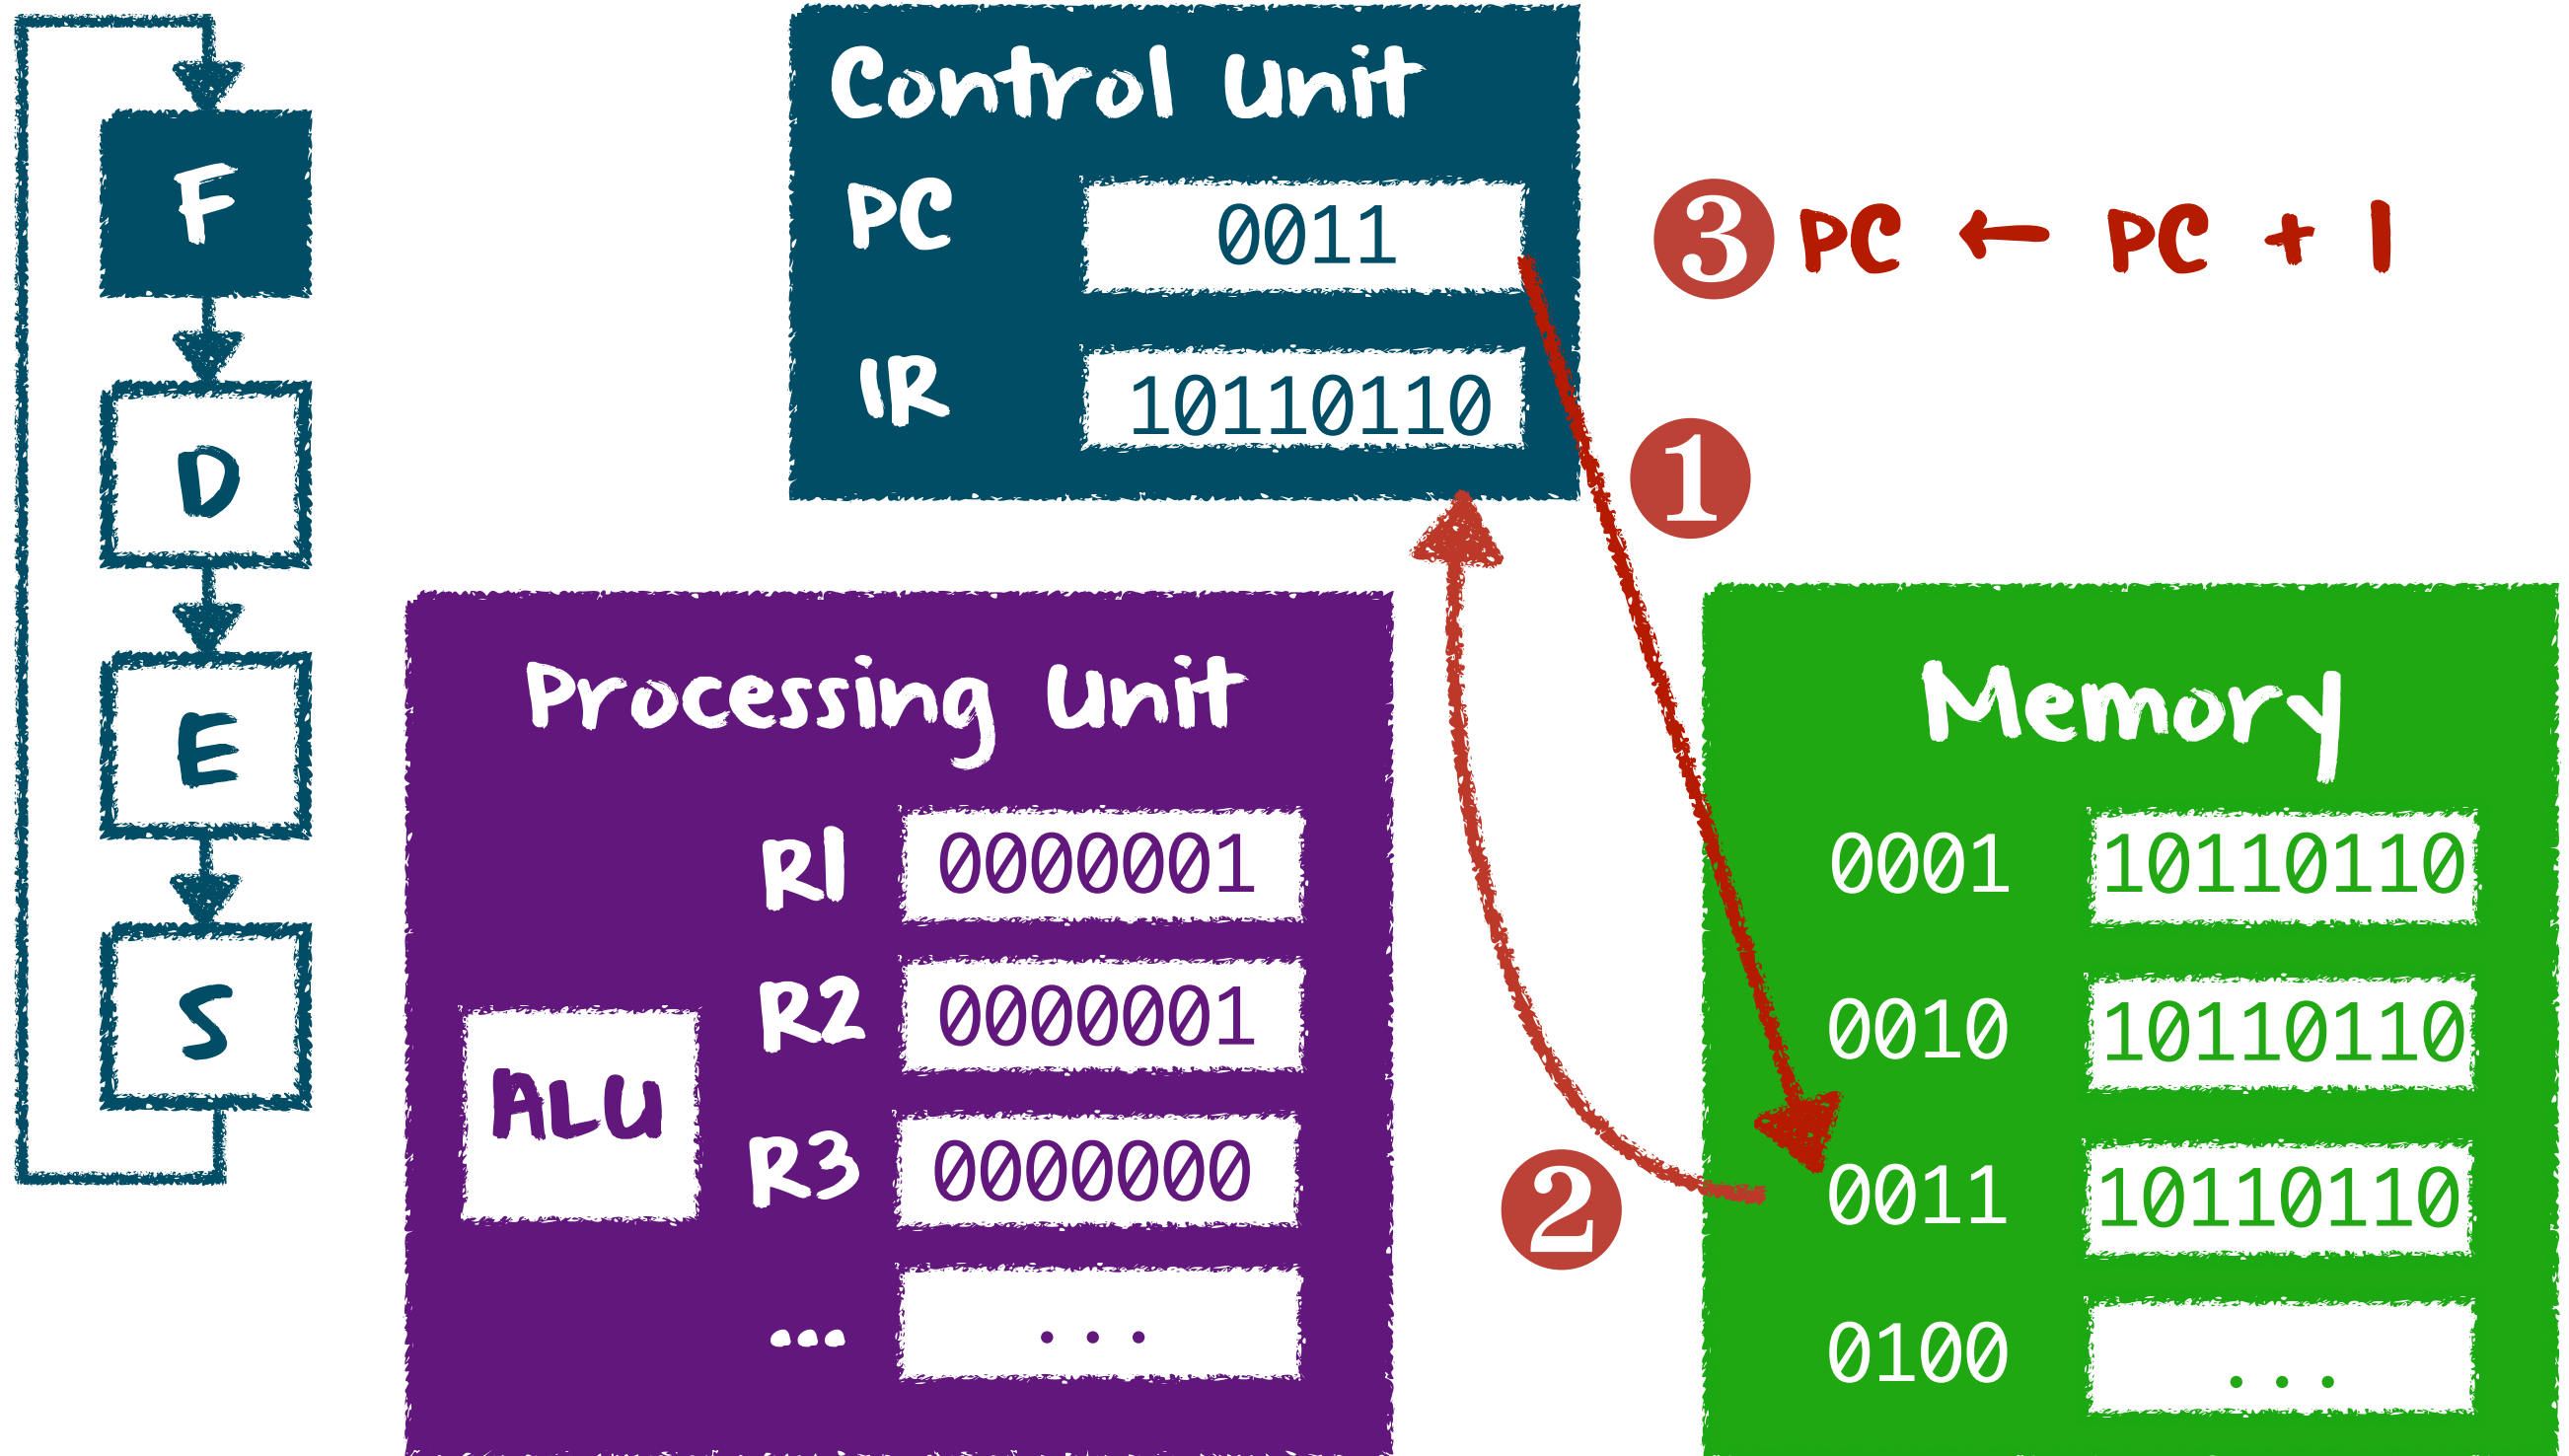 F
D
E
S
Control Unit
PC 0011
IR 10110110
3 PC ← PC + 1
1
Processing Unit
ALU
R1 0000001
R2 0000001
R3 0000000
... ...
2
Memory
0001 10110110
0010 10110110
0011 10110110
0100 ...